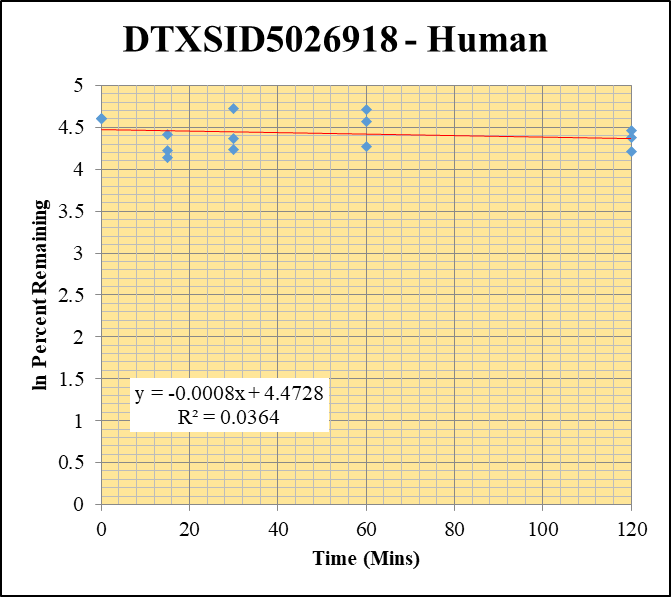 DTXSID5026918 - Human
5
4.5
4
3.5
3
2.5
2
1.5
1
0.5
0
ln Percent Remaining
y = -0.0008x + 4.4728
R² = 0.0364
0 20 40 60 80 100 120
Time (Mins)